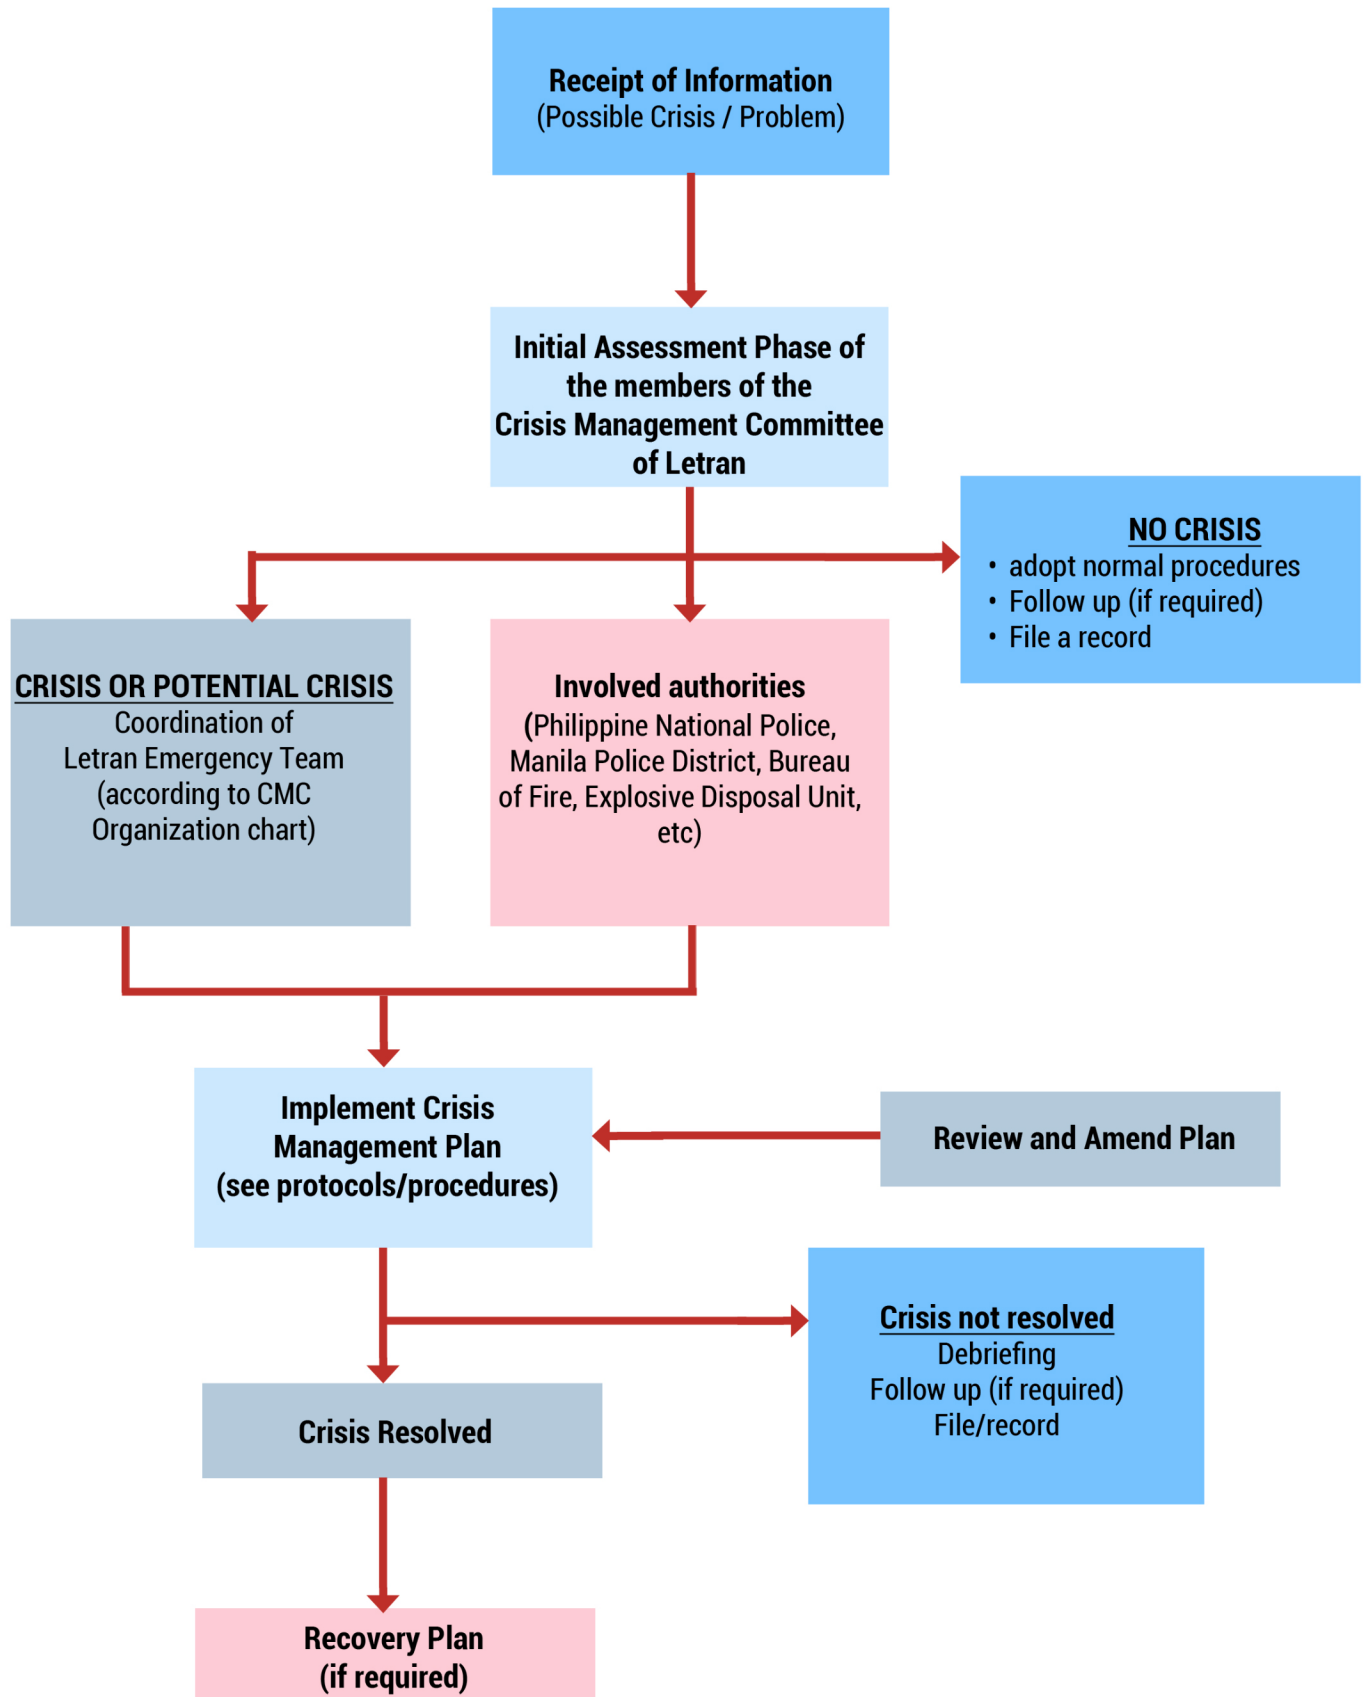 Receipt of Information
(Possible Crisis / Problem)
Initial Assessment Phase of
the members of the
Crisis Management Committee
of Letran
NO CRISIS
• adopt normal procedures
• Follow up (if required)
• File a record
CRISIS OR POTENTIAL CRISIS
Coordination of
Letran Emergency Team
(according to CMC
Organization chart)
Involved authorities
(Philippine National Police,
Manila Police District, Bureau
of Fire, Explosive Disposal Unit,
etc)
Implement Crisis
Management Plan
(see protocols/procedures)
Review and Amend Plan
Crisis not resolved
Debriefing
Follow up (if required)
File/record
Crisis Resolved
Recovery Plan
(if required)